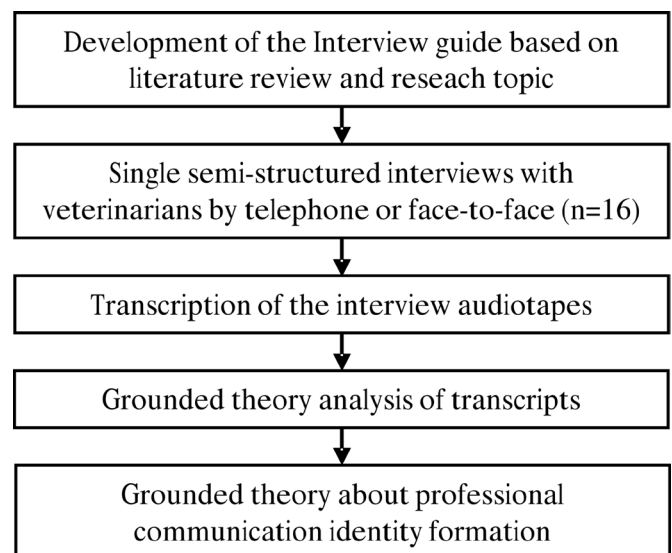 Development of the Interview guide based on
literature review and reseach topic
Single semi-structured interviews with
veterinarians by telephone or face-to-face (n=16)
Transcription of the interview audiotapes
Grounded theory analysis of transcripts
Grounded theory about professional
communication identity formation